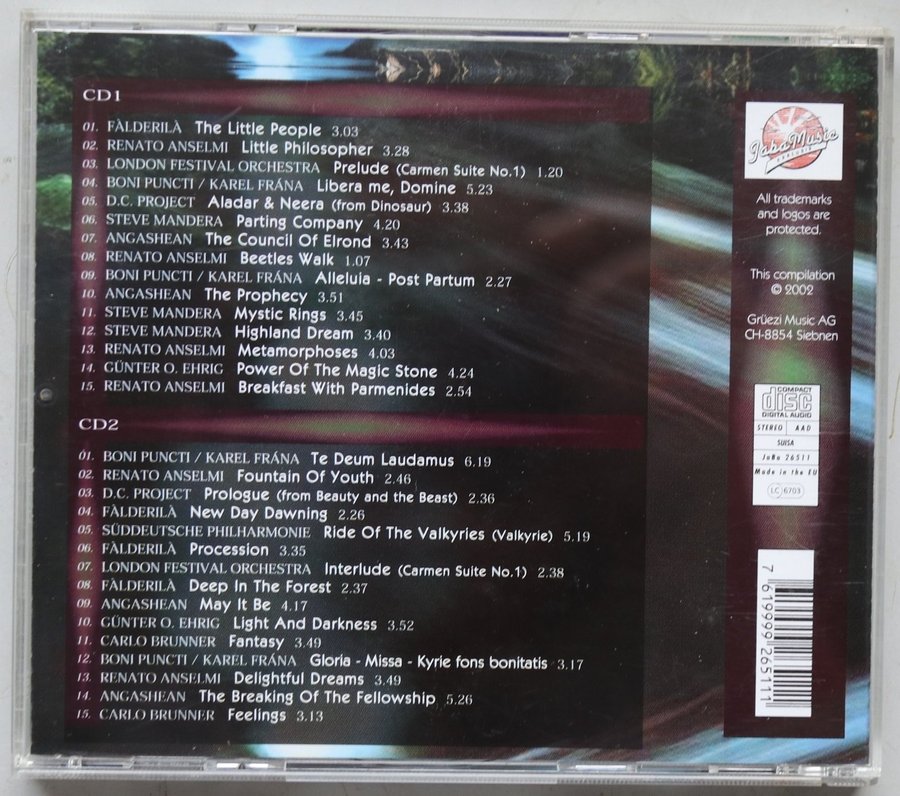 CD1
01. FÀLDERILÀ The Little People 3.03
02. RENATO ANSELMI Little Philosopher 3.28
03. LONDON FESTIVAL ORCHESTRA Prelude (Carmen Suite No.1) 1.20
04. BONI PUNCTI / KAREL FRÁNA Libera me, Domine 5.23
05. D.C. PROJECT Aladar & Neera (from Dinosaur) 3.38
06. STEVE MANDERA Parting Company 4.20
07. ANGASHEAN The Council Of Elrond 3.43
08. RENATO ANSELMI Beetles Walk 1.07
09. BONI PUNCTI / KAREL FRÁNA Alleluia - Post Partum 2.27
10. ANGASHEAN The Prophecy 3.51
11. STEVE MANDERA Mystic Rings 3.45
12. STEVE MANDERA Highland Dream 3.40
13. RENATO ANSELMI Metamorphoses 4.03
14. GÜNTER O. EHRIG Power Of The Magic Stone 4.24
15. RENATO ANSELMI Breakfast With Parmenides 2.54
CD2
01. BONI PUNCTI / KAREL FRÁNA Te Deum Laudamus 6.19
02. RENATO ANSELMI Fountain Of Youth 2.46
03. D.C. PROJECT Prologue (from Beauty and the Beast) 2.36
04. FÀLDERILÀ New Day Dawning 2.26
05. SÜDDEUTSCHE PHILHARMONIE Ride Of The Valkyries (Valkyrie) 5.19
06. FÀLDERILÀ Procession 3.35
07. LONDON FESTIVAL ORCHESTRA Interlude (Carmen Suite No.1) 2.38
08. FÀLDERILÀ Deep In The Forest 2.37
09. ANGASHEAN May It Be 4.17
10. GÜNTER O. EHRIG Light And Darkness 3.52
11. CARLO BRUNNER Fantasy 3.49
12. BONI PUNCTI / KAREL FRÁNA Gloria - Missa - Kyrie fons bonitatis 3.17
13. RENATO ANSELMI Delightful Dreams 3.49
14. ANGASHEAN The Breaking Of The Fellowship 5.26
15. CARLO BRUNNER Feelings 3.13
JaboMusic
All trademarks
and logos are
protected.
This compilation
© 2002
Grüezi Music AG
CH-8854 Siebnen
COMPACT
disc
DIGITAL AUDIO
STEREO AAD
SUISA
JaBo 26511
Made in the EU
LC 6703
7 619999 265111